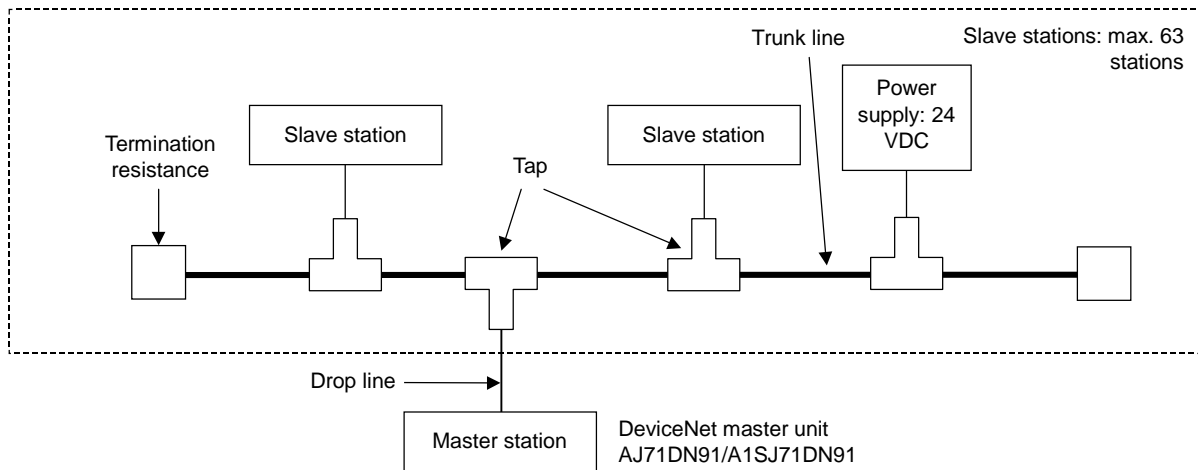 Trunk line
Slave stations: max. 63
stations
Power
supply: 24
VDC
Slave station
Slave station
Termination
resistance
Tap
Drop line
Master station
DeviceNet master unit
AJ71DN91/A1SJ71DN91